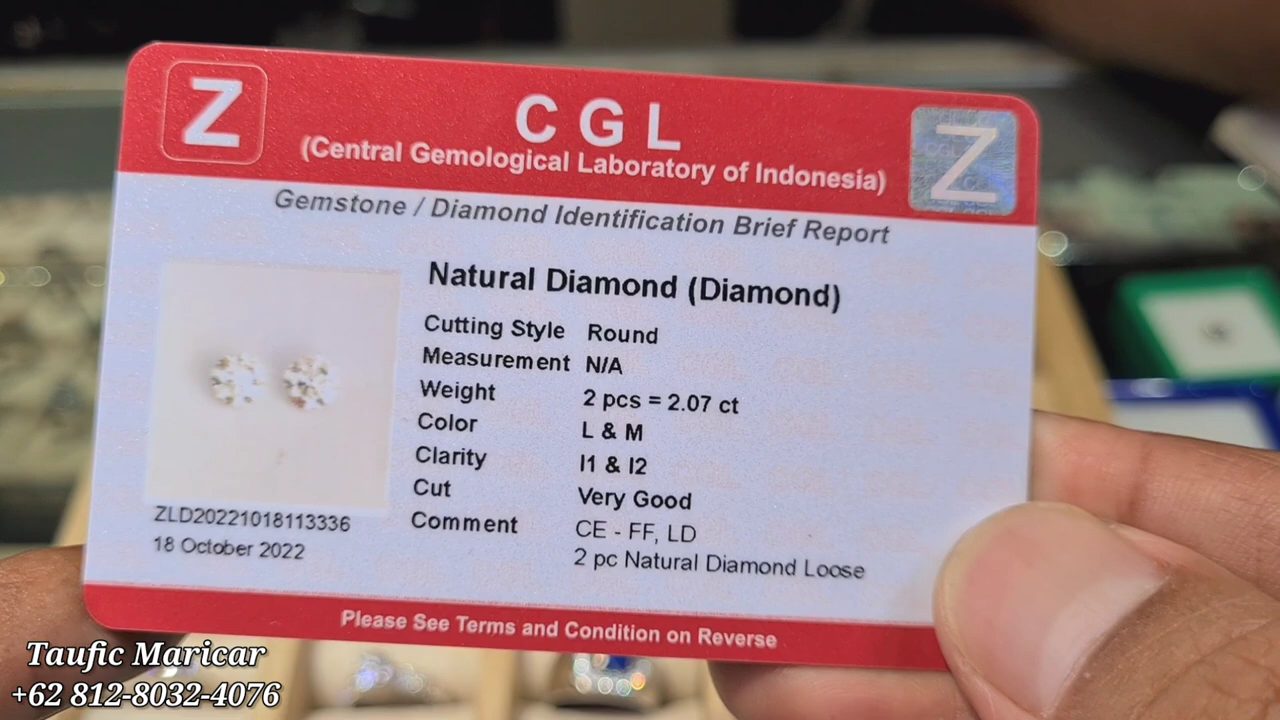 Z
C G L
Z
(Central Gemological Laboratory of Indonesia)
Gemstone / Diamond Identification Brief Report
Natural Diamond (Diamond)
Cutting Style Round
Measurement N/A
Weight 2 pcs = 2.07 ct
Color L & M
Clarity I1 & I2
Cut Very Good
Comment CE - FF, LD
2 pc Natural Diamond Loose
ZLD20221018113336
18 October 2022
Please See Terms and Condition on Reverse
Taufic Maricar
+62 812-8032-4076